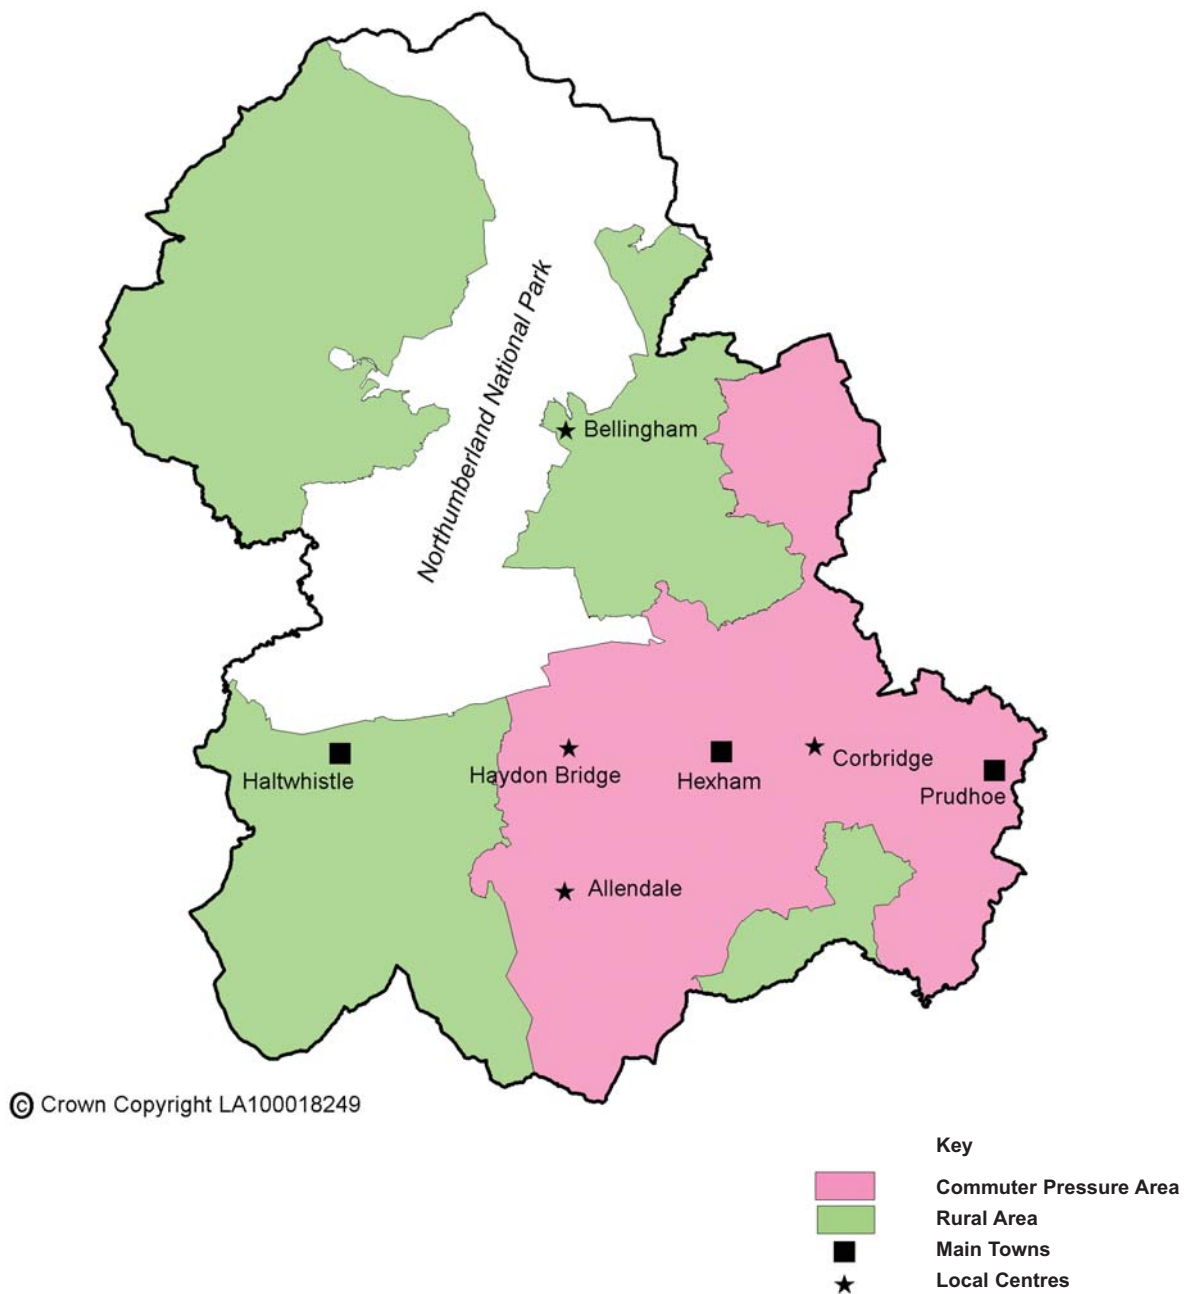 Northumberland National Park
Bellingham
Haltwhistle
Haydon Bridge
Hexham
Corbridge
Prudhoe
Allendale
© Crown Copyright LA100018249
Key
Commuter Pressure Area
Rural Area
Main Towns
Local Centres